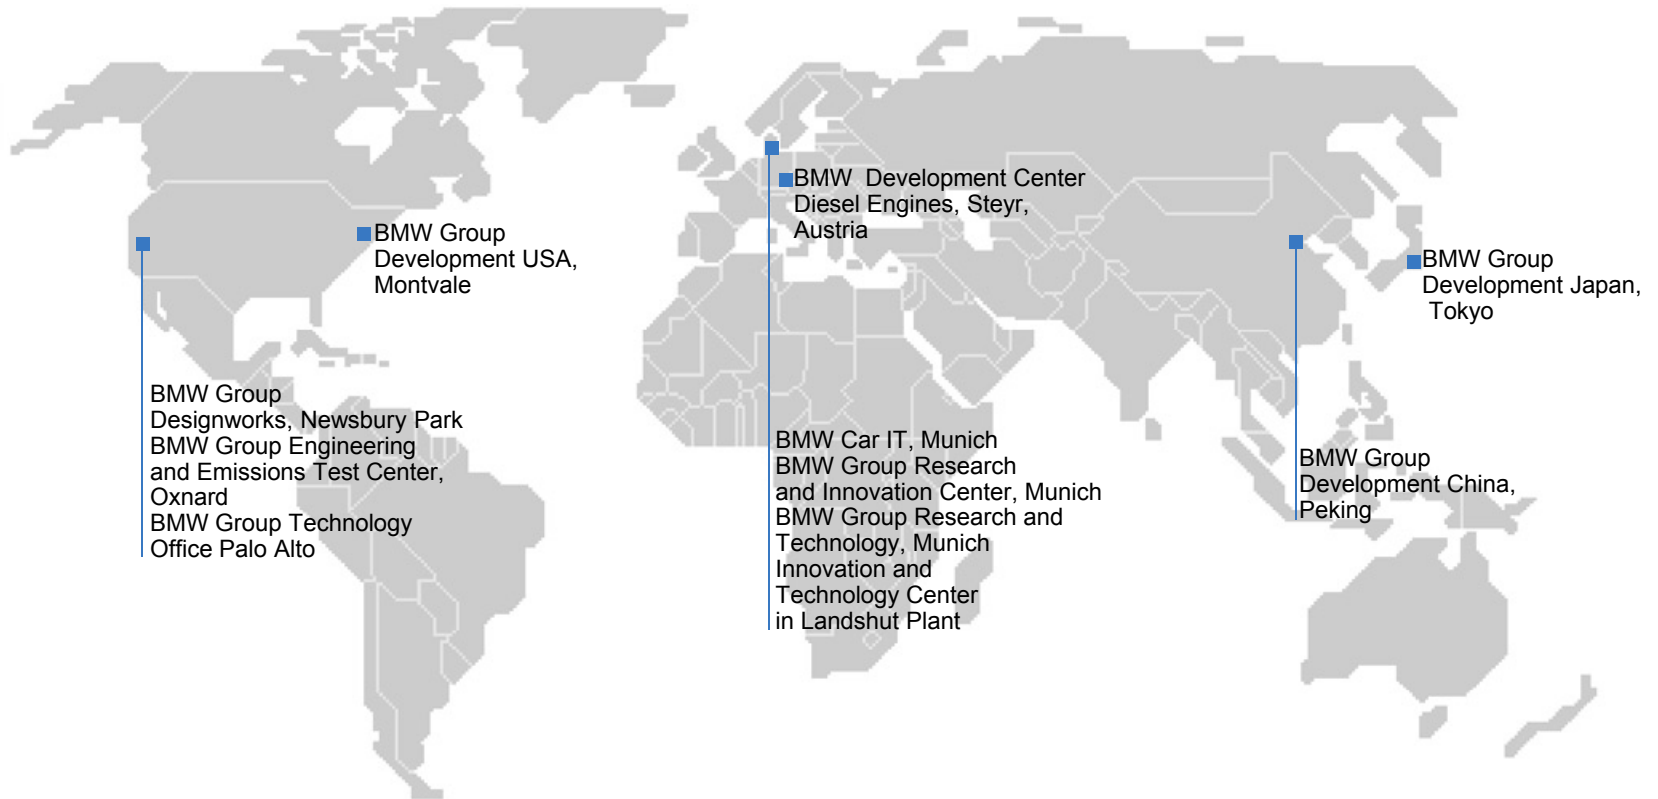 BMW  Development Center
Diesel Engines, Steyr,
Austria
BMW Group
Development USA,
Montvale
BMW Group
Development Japan,
Tokyo
BMW Group
Designworks, Newsbury Park
BMW Group Engineering
and Emissions Test Center,
Oxnard
BMW Group Technology
Office Palo Alto
BMW Car IT, Munich
BMW Group Research
and Innovation Center, Munich
BMW Group Research and
Technology, Munich
Innovation and
Technology Center
in Landshut Plant
BMW Group
Development China,
Peking